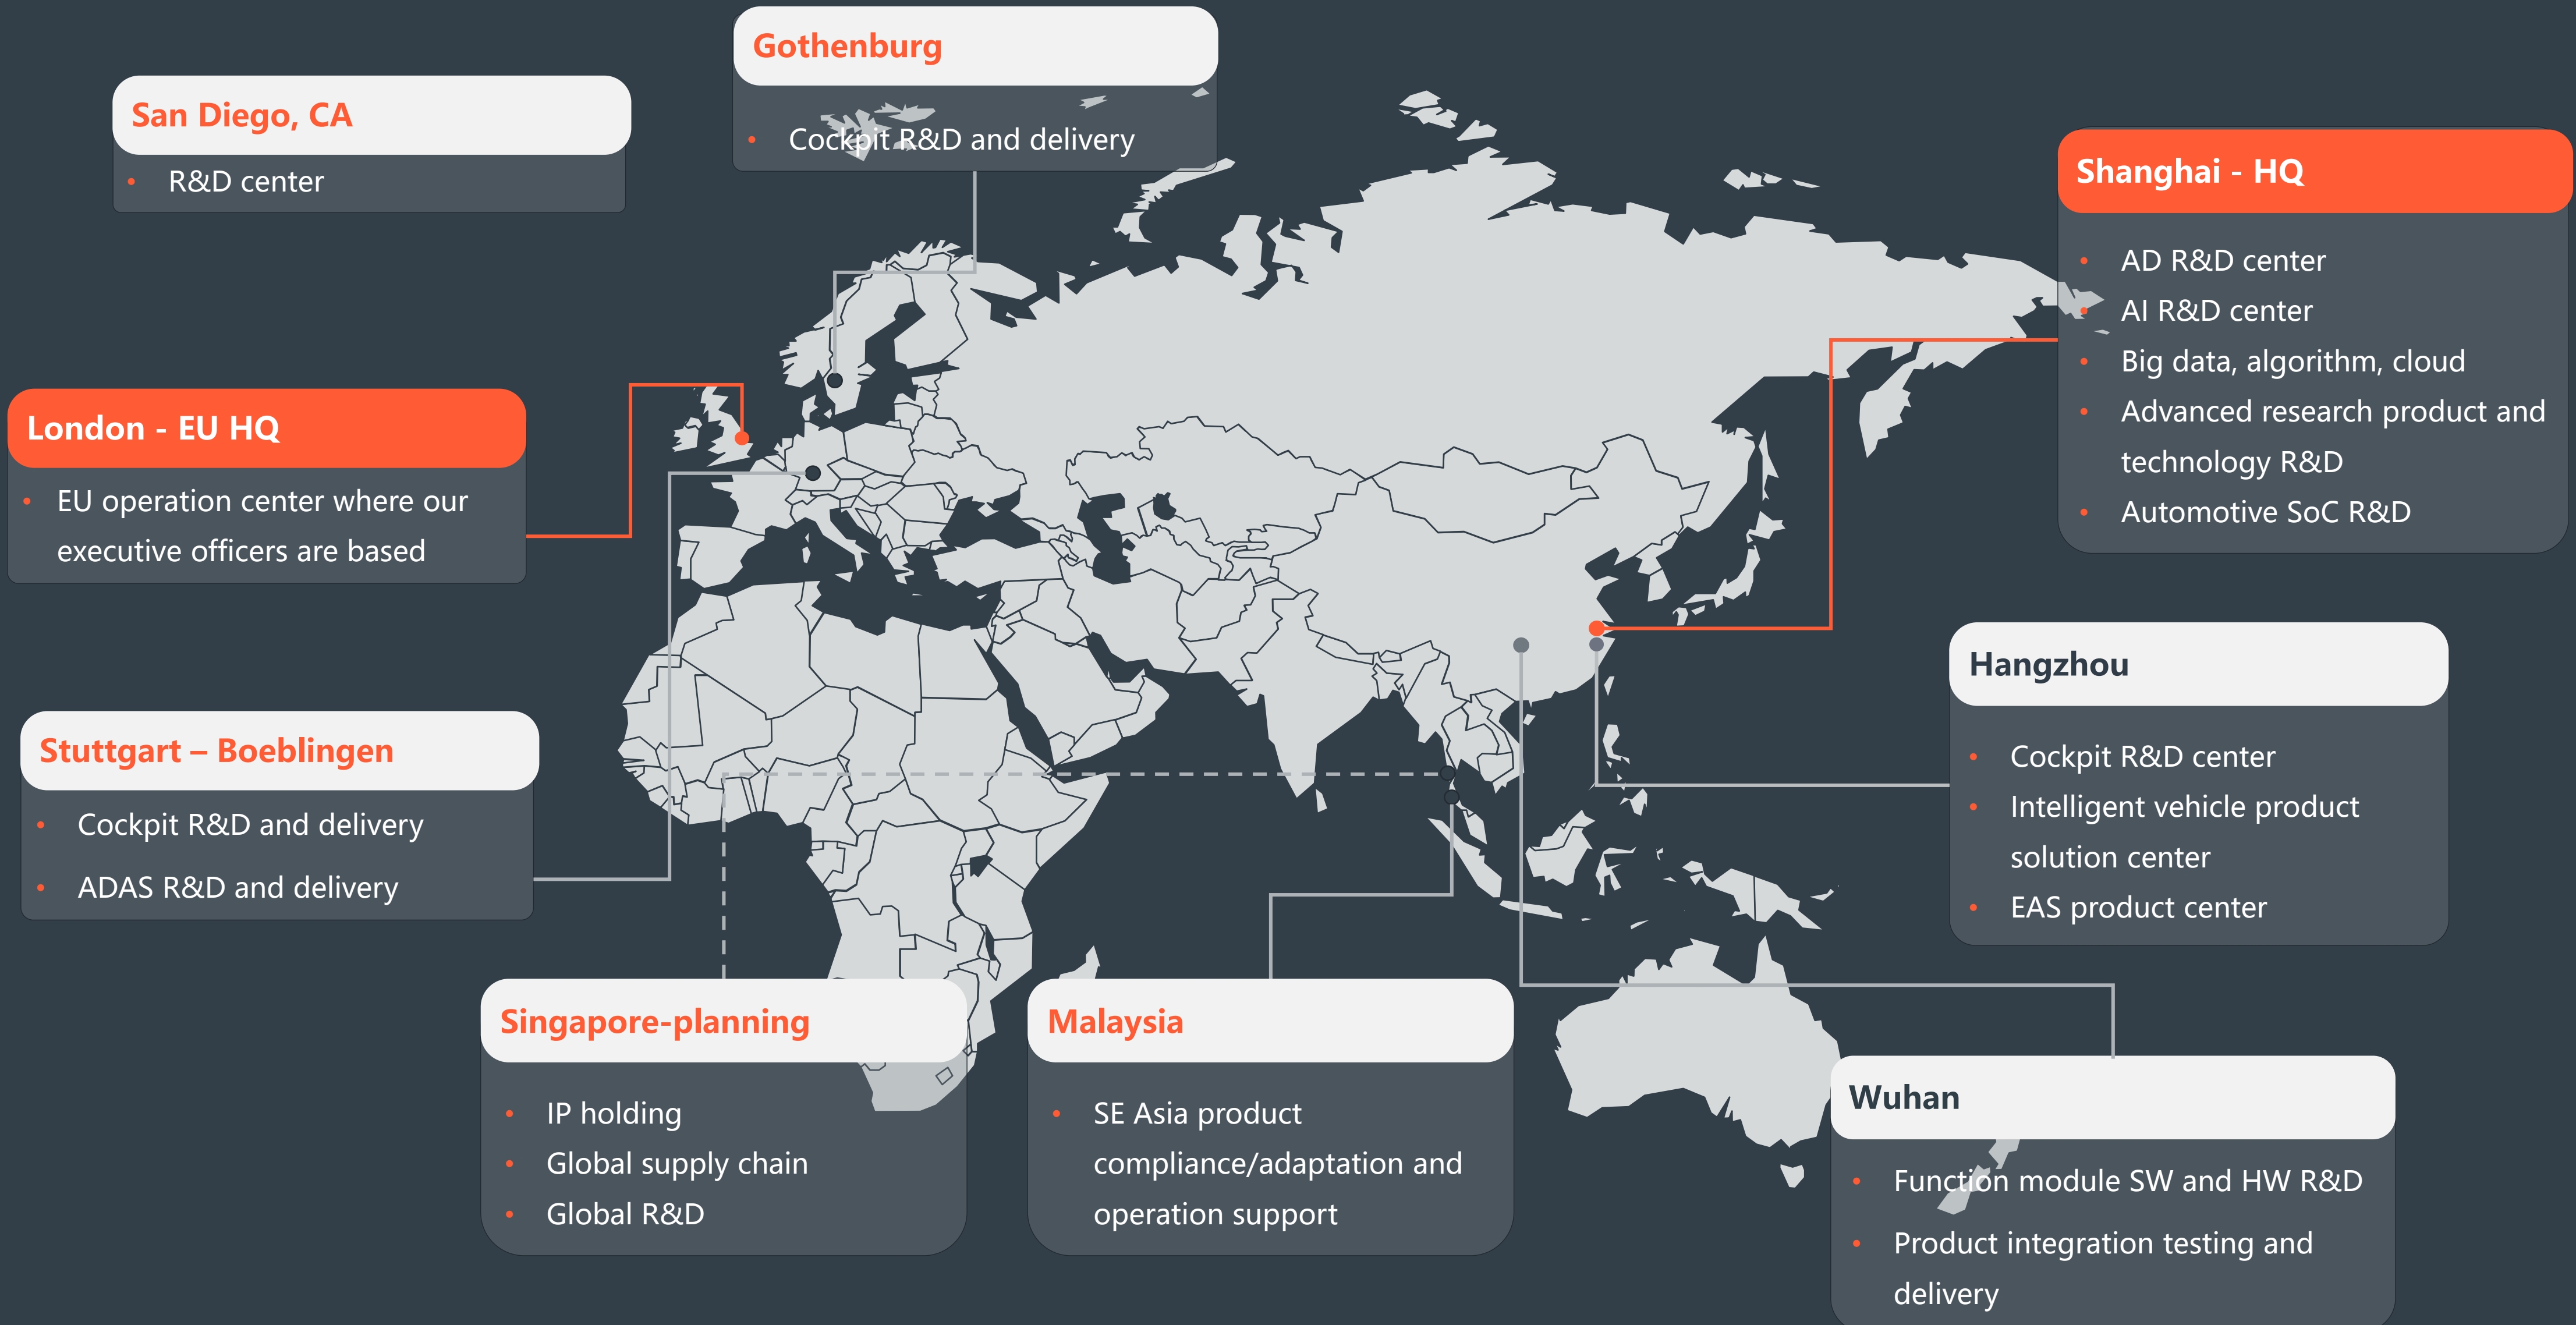 Gothenburg
• Cockpit R&D and delivery
San Diego, CA
• R&D center
Shanghai - HQ
• AD R&D center
• AI R&D center
• Big data, algorithm, cloud
• Advanced research product and
technology R&D
• Automotive SoC R&D
London - EU HQ
• EU operation center where our
executive officers are based
Hangzhou
• Cockpit R&D center
• Intelligent vehicle product
solution center
• EAS product center
Stuttgart – Boeblingen
• Cockpit R&D and delivery
• ADAS R&D and delivery
Singapore-planning
• IP holding
• Global supply chain
• Global R&D
Malaysia
• SE Asia product
compliance/adaptation and
operation support
Wuhan
• Function module SW and HW R&D
• Product integration testing and
delivery